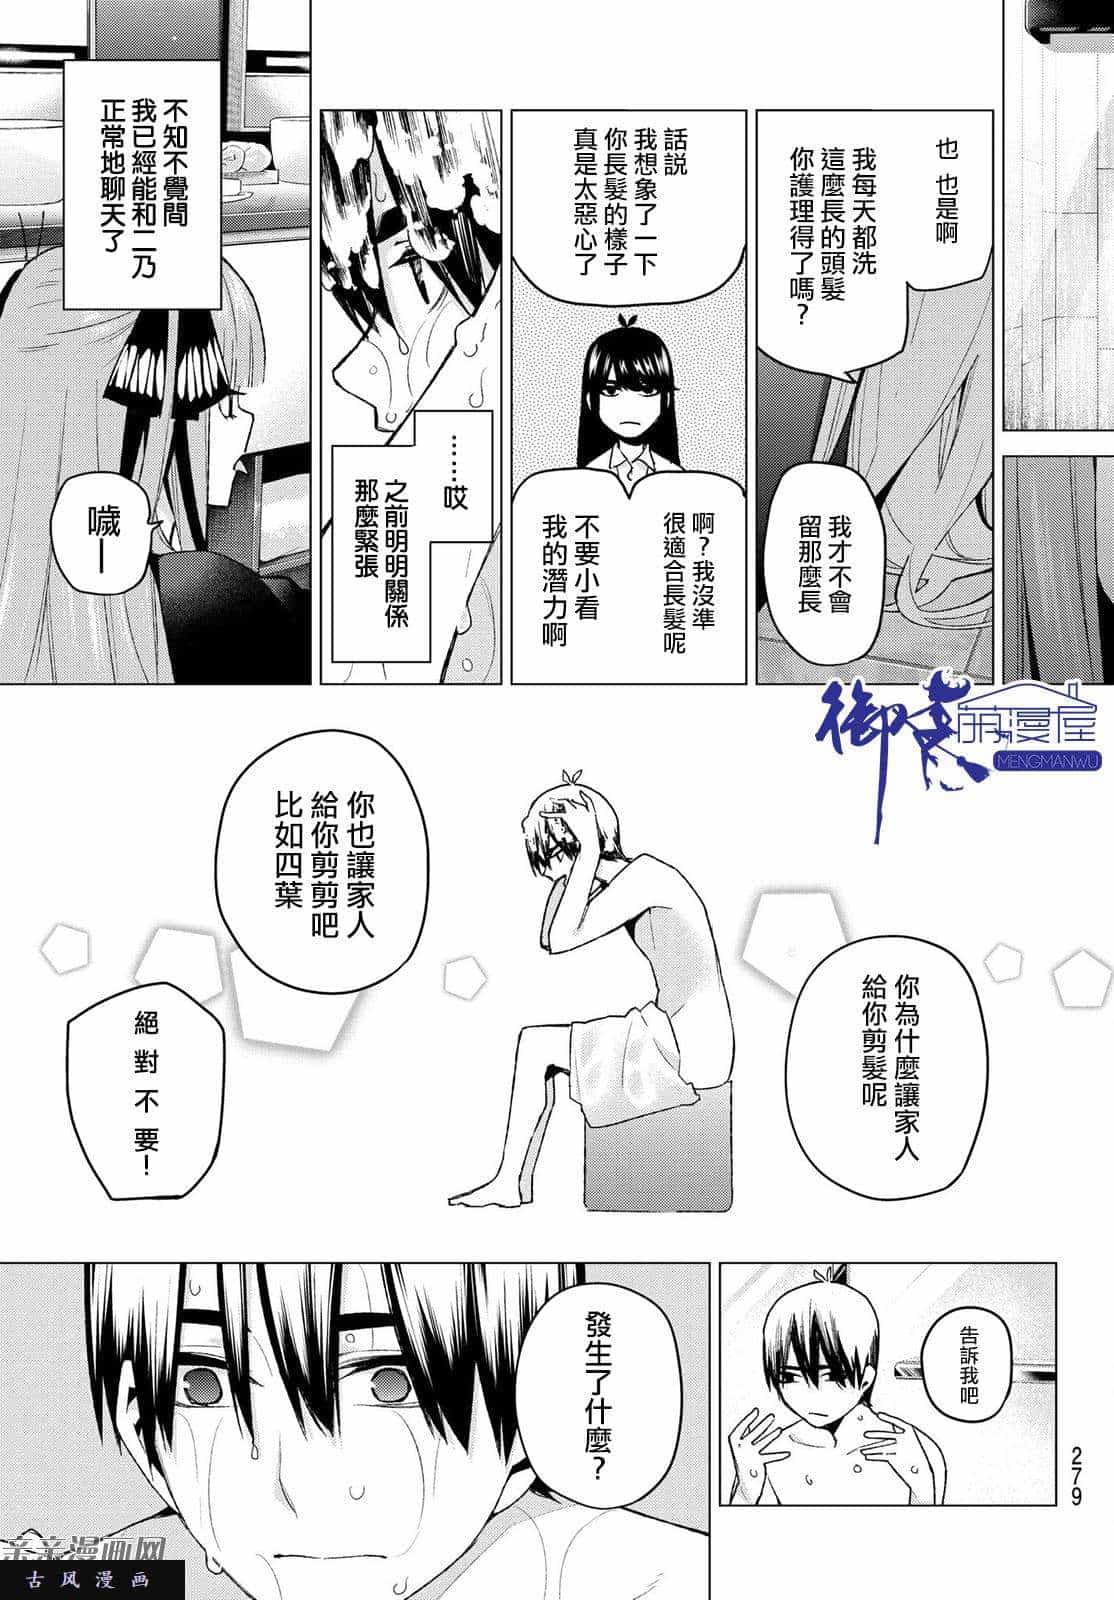 也 也是啊
我每天都洗
這麼長的頭髮
你護理得了嗎？
我才不會
留那麼長
話説
我想象了一下
你長髮的樣子
真是太惡心了
啊？我沒準
很適合長髮呢
不要小看
我的潛力啊
……哎
之前明明關係
那麼緊張
不知不覺間
我已經能和二乃
正常地聊天了
噦—
御
萌漫屋
MENGMANWU
你為什麼讓家人
給你剪髮呢
你也讓家人
給你剪剪吧
比如四葉
絕對不要！
告訴我吧
發生了什麼？
279
亲亲漫画网
古风漫画